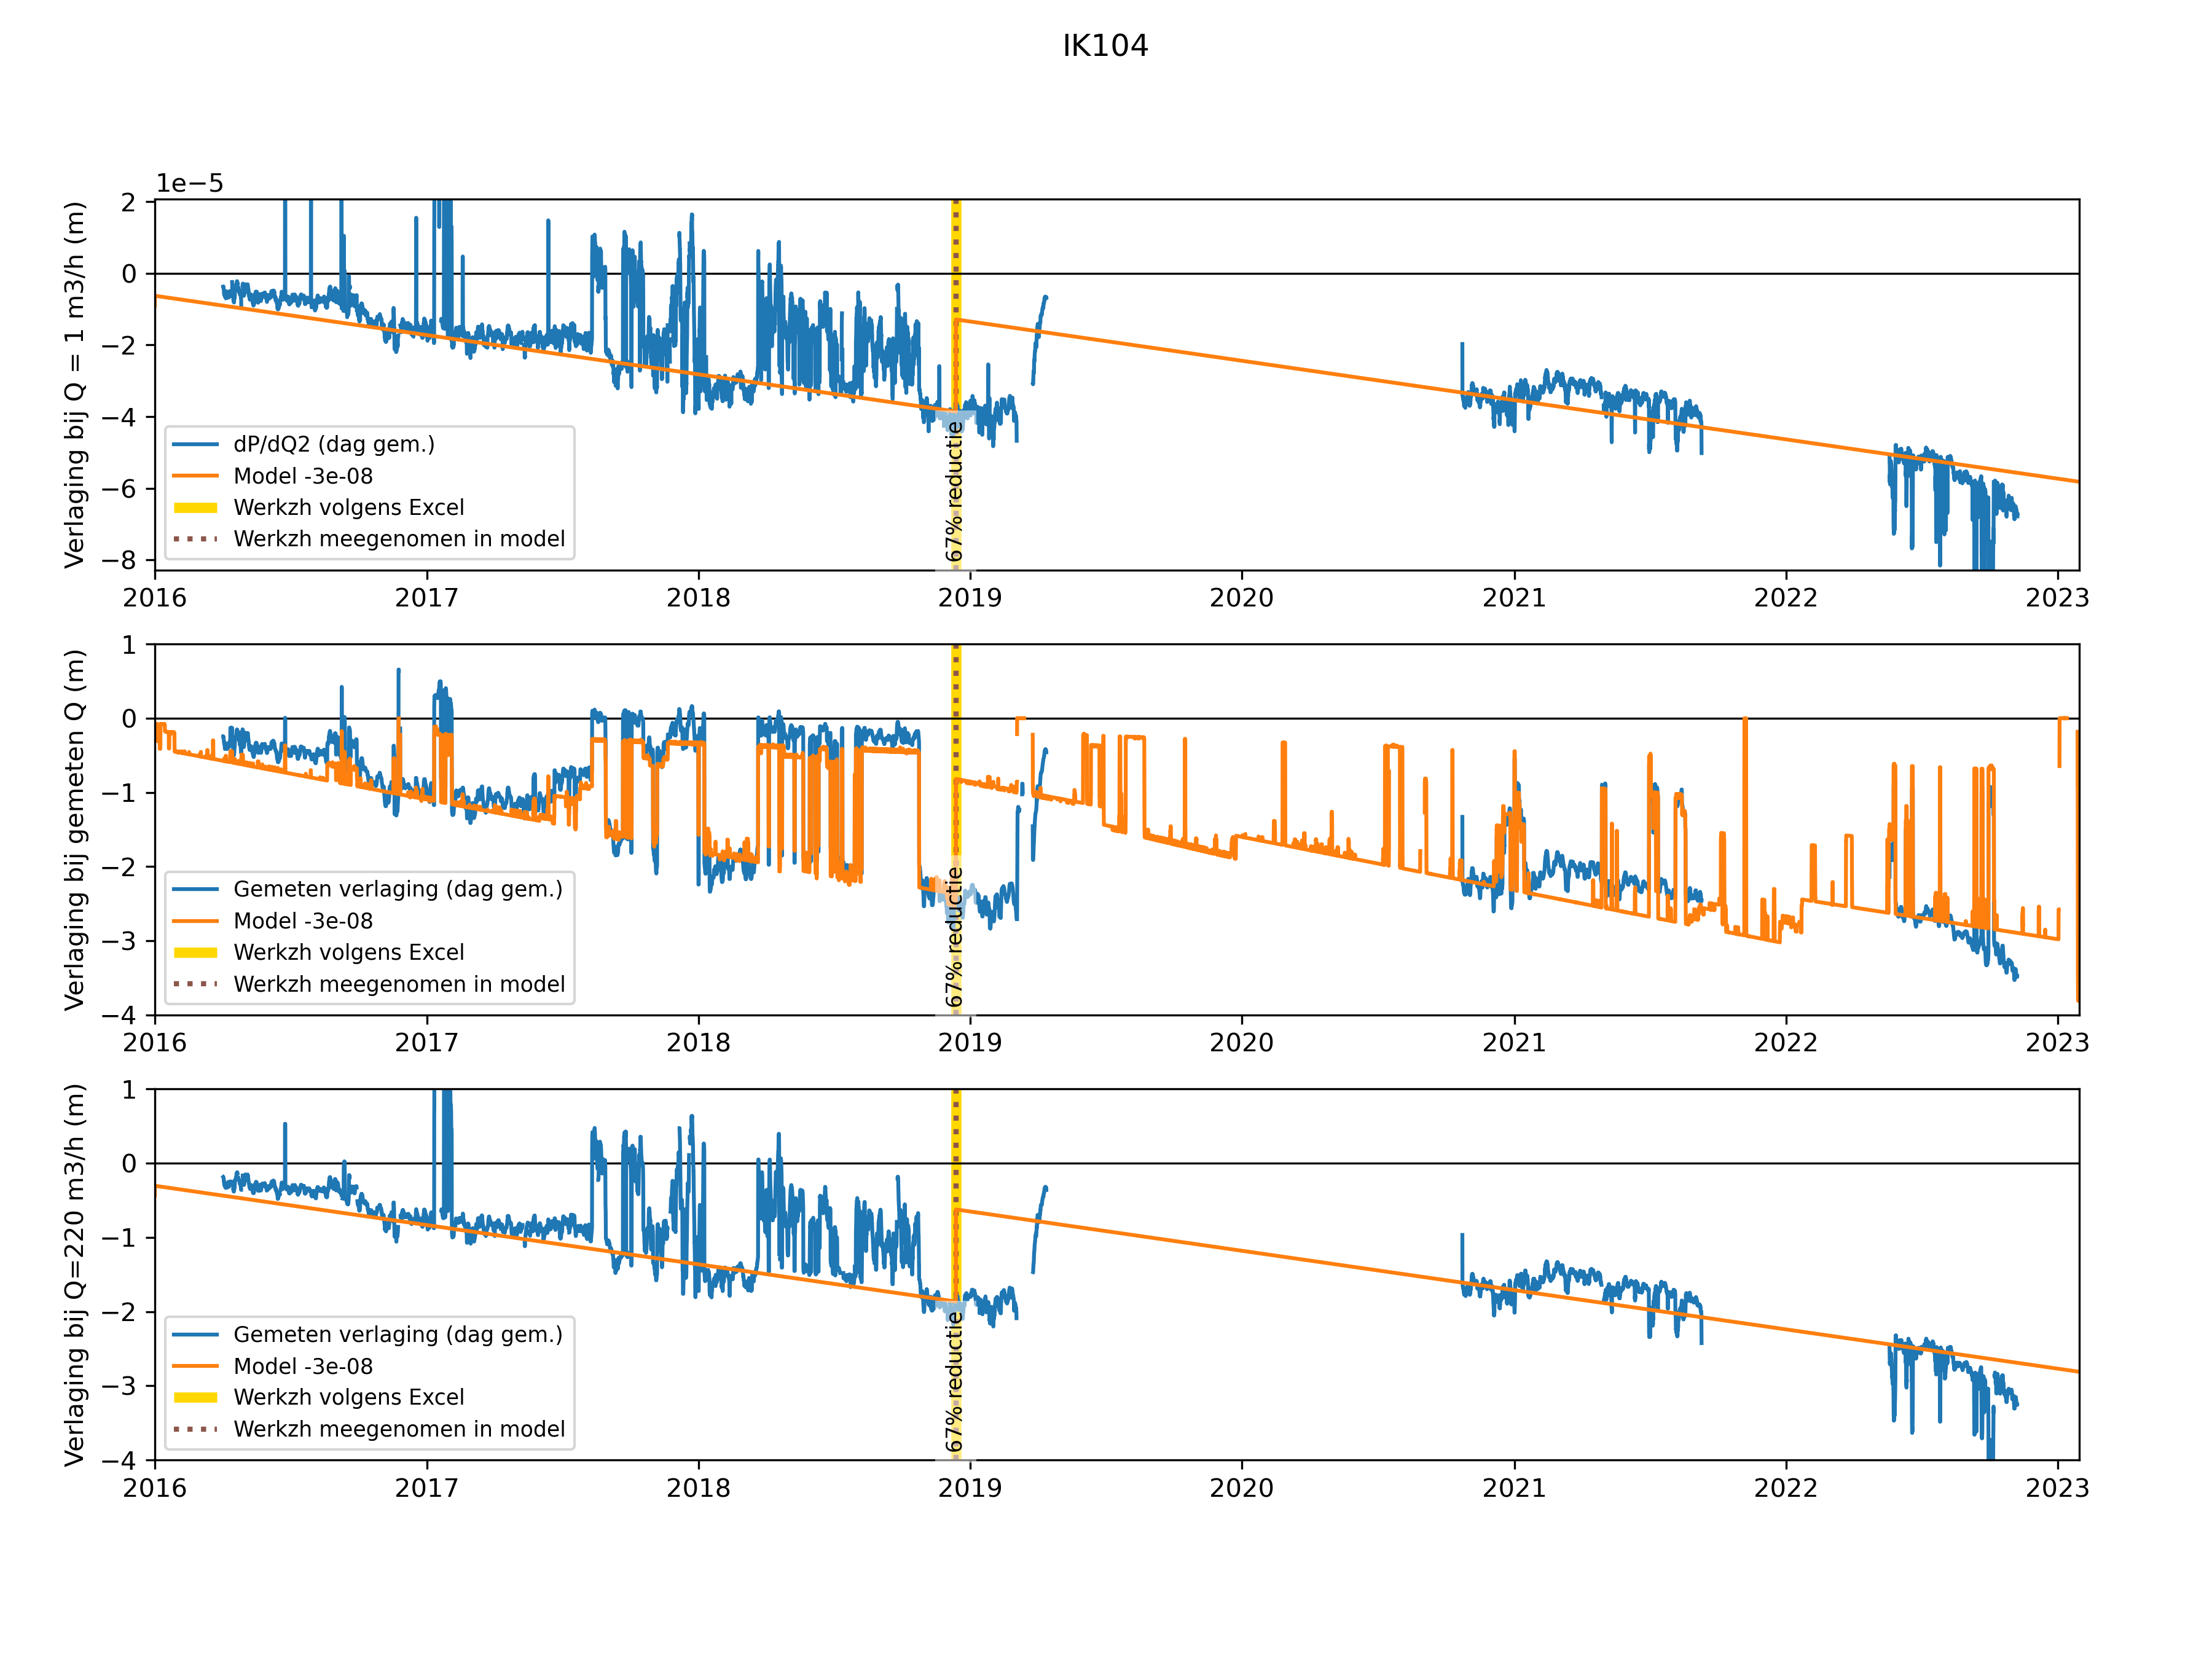 IK104
1e−5
Verlaging bij Q = 1 m3/h (m)
2
0
−2
−4
−6
−8
dP/dQ2 (dag gem.)
Model -3e-08
Werkzh volgens Excel
Werkzh meegenomen in model
67% reductie
2016 2017 2018 2019 2020 2021 2022 2023
Verlaging bij gemeten Q (m)
1
0
−1
−2
−3
−4
Gemeten verlaging (dag gem.)
Model -3e-08
Werkzh volgens Excel
Werkzh meegenomen in model
67% reductie
2016 2017 2018 2019 2020 2021 2022 2023
Verlaging bij Q=220 m3/h (m)
1
0
−1
−2
−3
−4
Gemeten verlaging (dag gem.)
Model -3e-08
Werkzh volgens Excel
Werkzh meegenomen in model
67% reductie
2016 2017 2018 2019 2020 2021 2022 2023